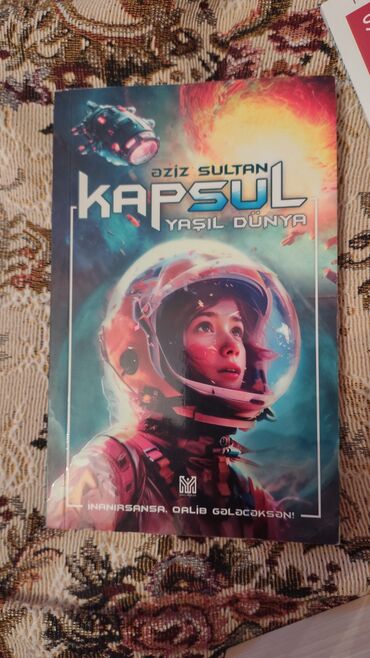 ƏZİZ SULTAN
KAPSUL
YAŞIL DÜNYA
İNANIRSANSA, QALİB GƏLƏCƏKSƏN!